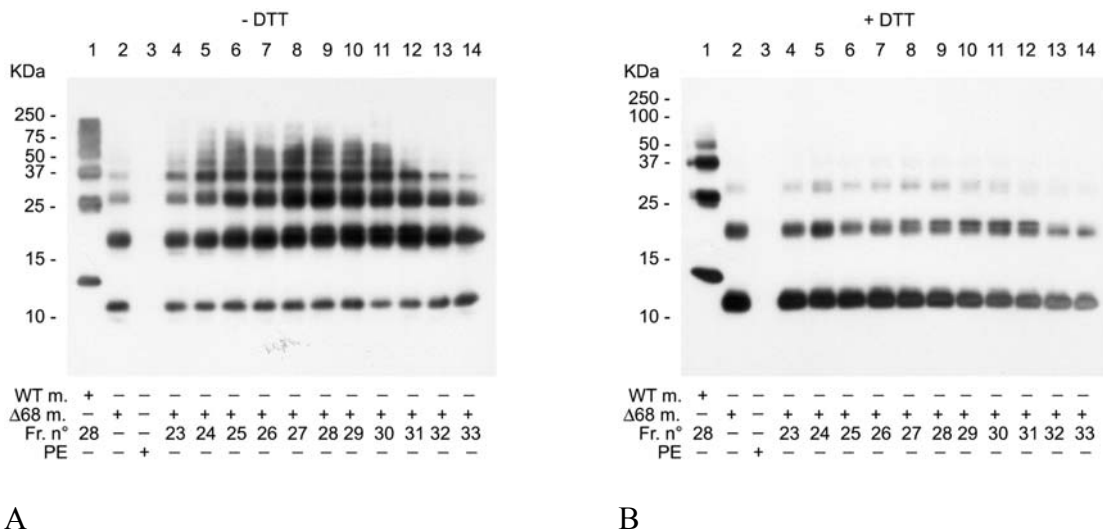 - DTT
1 2 3 4 5 6 7 8 9 10 11 12 13 14
KDa
250 -
75 -
50 -
37 -
25 -
15 -
10 -
WT m. + – – – – – – – – – – – – –
Δ68 m. – + – + + + + + + + + + + +
Fr. n° 28 – – 23 24 25 26 27 28 29 30 31 32 33
PE – – + – – – – – – – – – – –
A
+ DTT
1 2 3 4 5 6 7 8 9 10 11 12 13 14
KDa
250 -
100 -
50 -
37 -
25 -
15 -
10 -
WT m. + – – – – – – – – – – – – –
Δ68 m. – + – + + + + + + + + + + +
Fr. n° 28 – – 23 24 25 26 27 28 29 30 31 32 33
PE – – + – – – – – – – – – – –
B